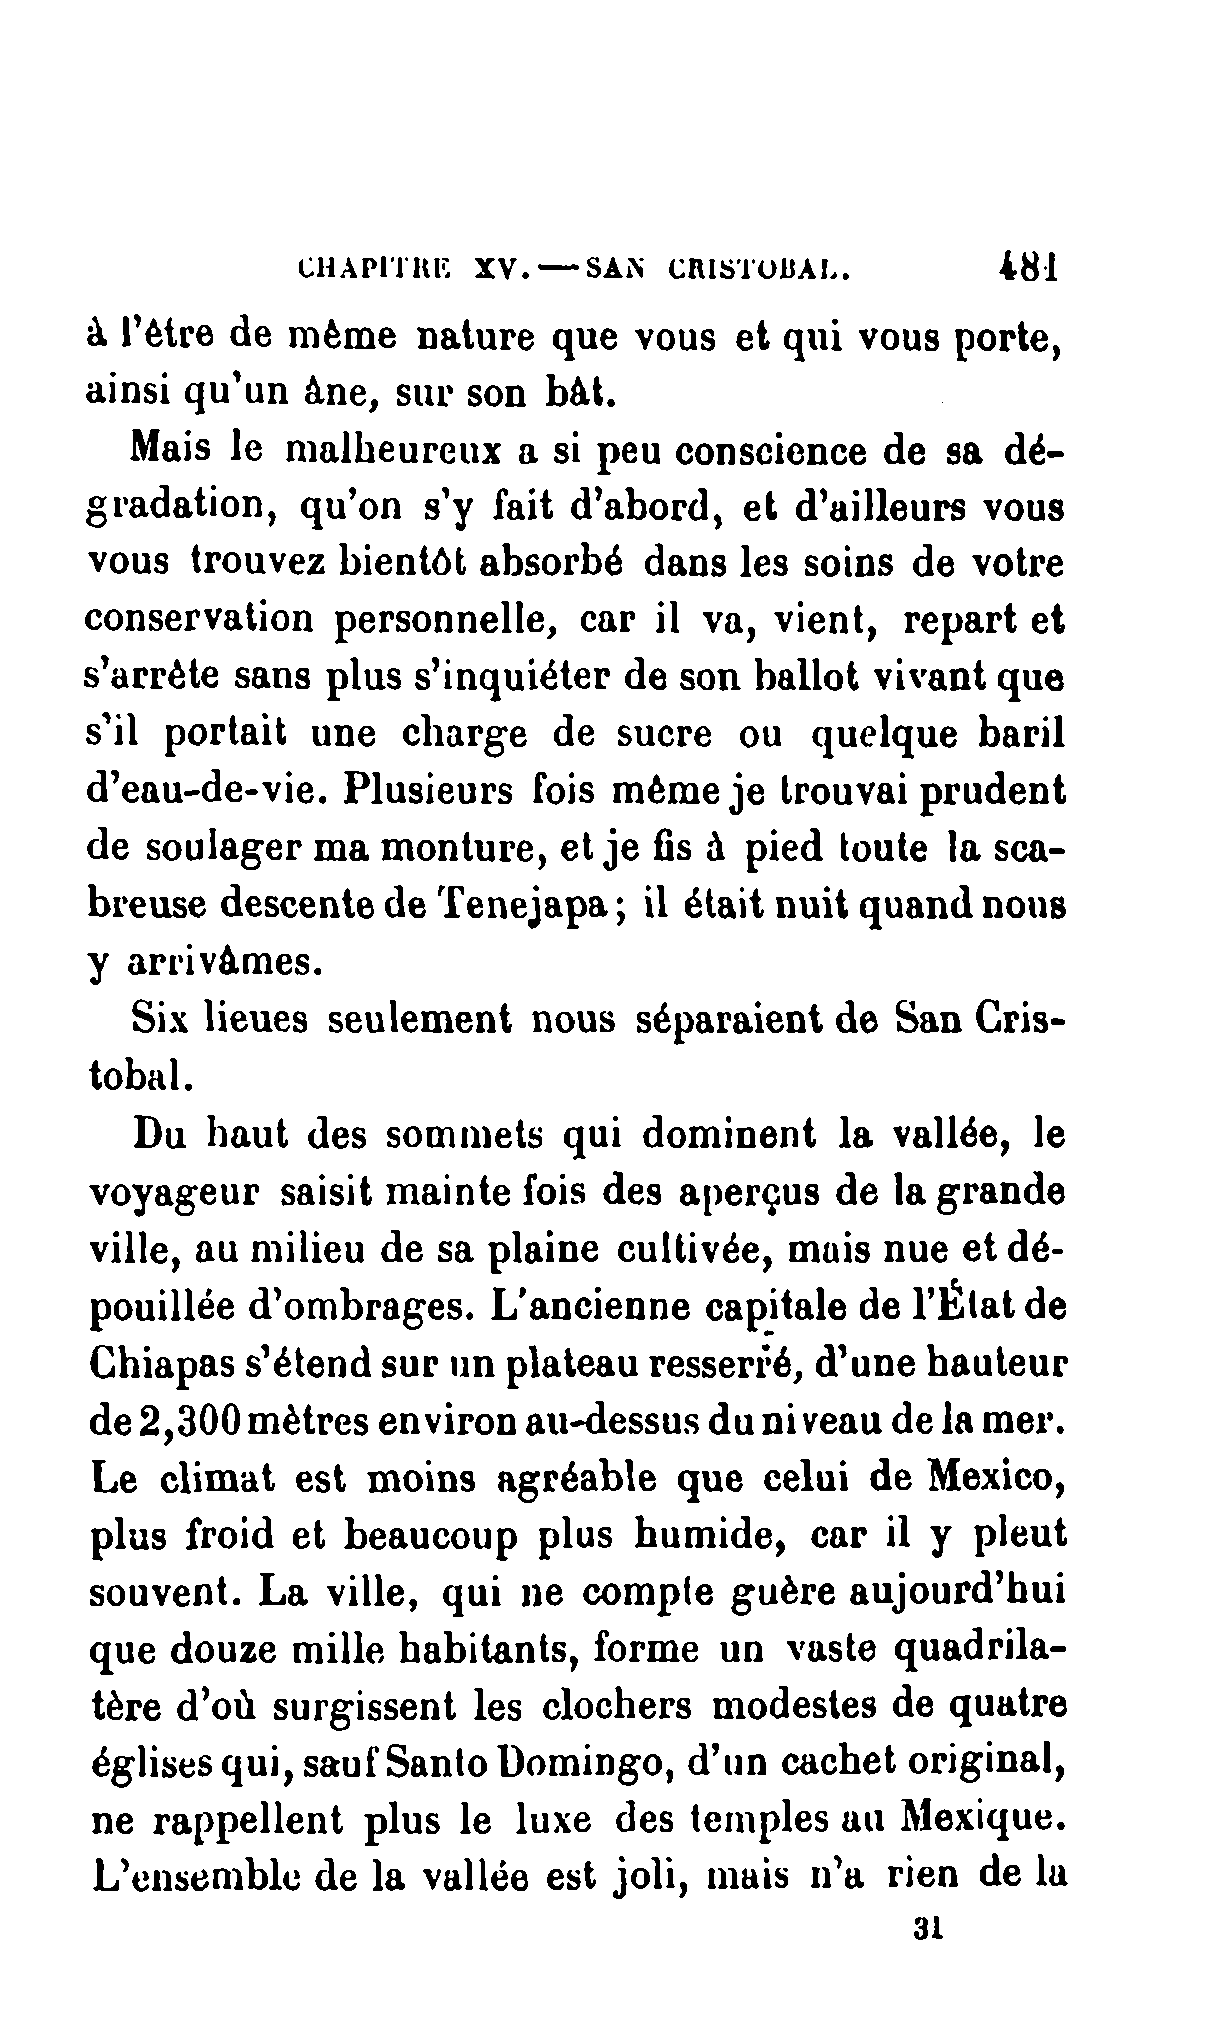 CHAPITRE XV. — SAN CRISTOBAL. 481
à l'être de même nature que vous et qui vous porte,
ainsi qu'un âne, sur son bât.
Mais le malheureux a si peu conscience de sa dé-
gradation, qu'on s'y fait d'abord, et d'ailleurs vous
vous trouvez bientôt absorbé dans les soins de votre
conservation personnelle, car il va, vient, repart et
s'arrête sans plus s'inquiéter de son ballot vivant que
s'il portait une charge de sucre ou quelque baril
d'eau-de-vie. Plusieurs fois même je trouvai prudent
de soulager ma monture, et je fis à pied toute la sca-
breuse descente de Tenejapa; il était nuit quand nous
y arrivâmes.
Six lieues seulement nous séparaient de San Cris-
tobal.
Du haut des sommets qui dominent la vallée, le
voyageur saisit mainte fois des aperçus de la grande
ville, au milieu de sa plaine cultivée, mais nue et dé-
pouillée d'ombrages. L'ancienne capitale de l'État de
Chiapas s'étend sur un plateau resserré, d'une hauteur
de 2,300 mètres environ au-dessus du niveau de la mer.
Le climat est moins agréable que celui de Mexico,
plus froid et beaucoup plus humide, car il y pleut
souvent. La ville, qui ne compte guère aujourd'hui
que douze mille habitants, forme un vaste quadrila-
tère d'où surgissent les clochers modestes de quatre
églises qui, sauf Santo Domingo, d'un cachet original,
ne rappellent plus le luxe des temples au Mexique.
L'ensemble de la vallée est joli, mais n'a rien de la
31